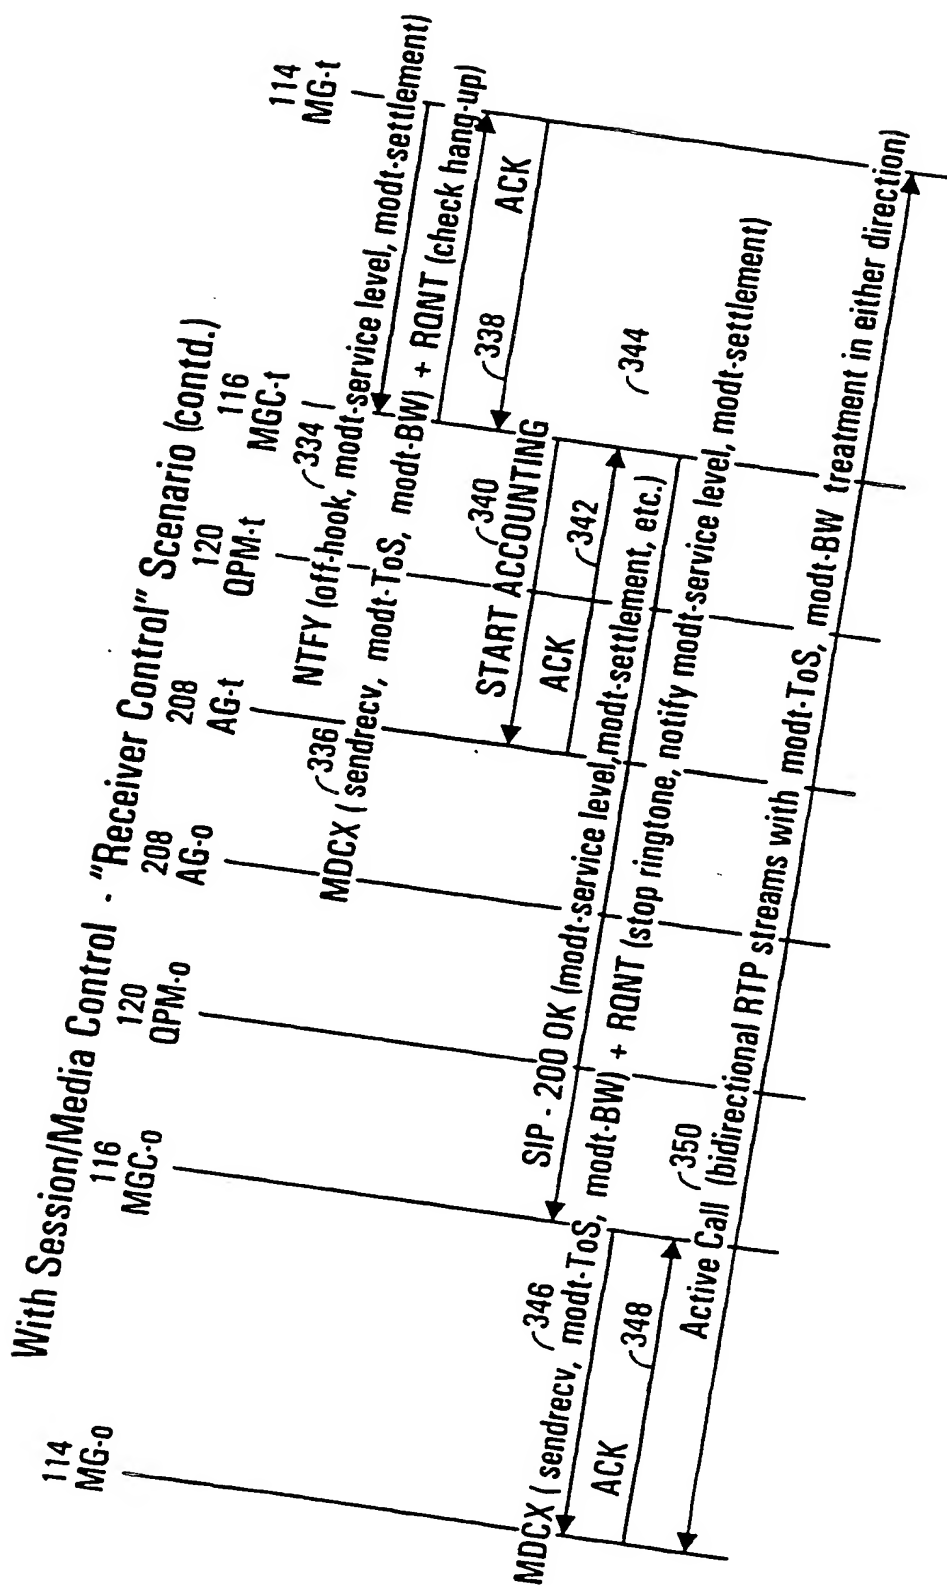 With Session/Media Control - "Receiver Control" Scenario (contd.)
114
MG-o
116
MGC-o
120
QPM-o
208
AG-o
208
AG-t
120
QPM-t
116
MGC-t
114
MG-t
334
NTFY (off-hook, modt-service level, modt-settlement)
336
MDCX ( sendrecv, modt-ToS, modt-BW) + RQNT (check hang-up)
338
ACK
340
START ACCOUNTING
342
ACK
344
SIP - 200 OK (modt-service level,modt-settlement, etc.)
346
MDCX ( sendrecv, modt-ToS, modt-BW) + RQNT (stop ringtone, notify modt-service level, modt-settlement)
348
ACK
350
Active Call (bidirectional RTP streams with modt-ToS, modt-BW treatment in either direction)